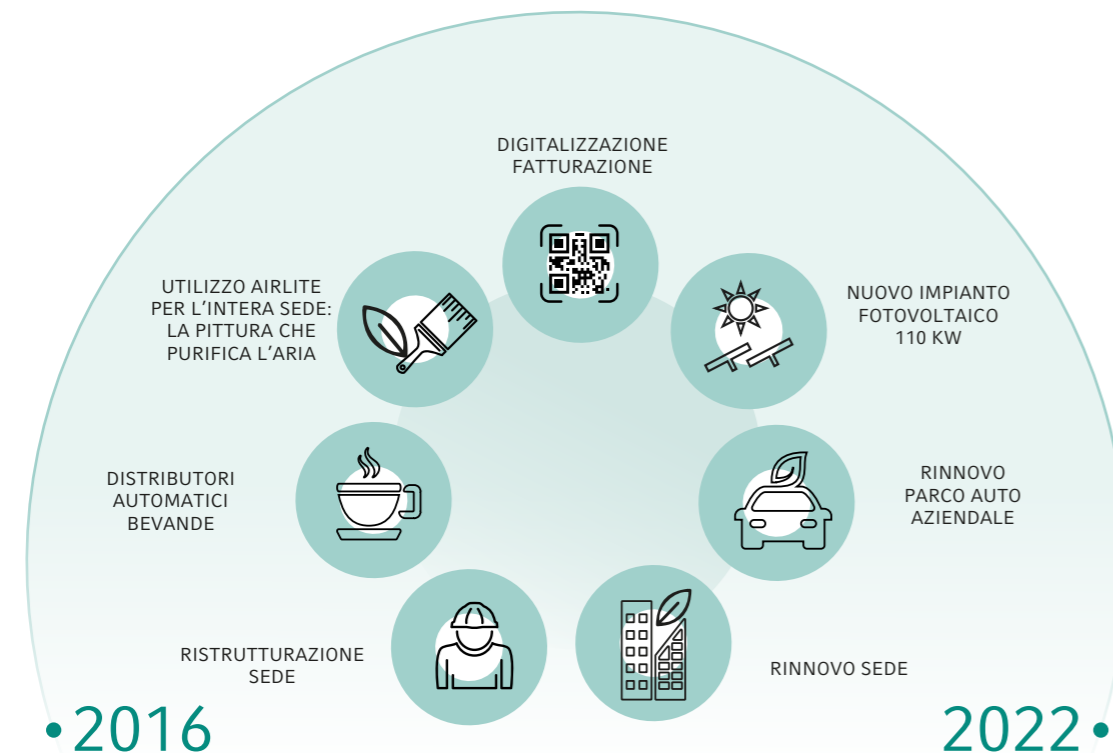 DIGITALIZZAZIONE
FATTURAZIONE
UTILIZZO AIRLITE
PER L’INTERA SEDE:
LA PITTURA CHE
PURIFICA L’ARIA
NUOVO IMPIANTO
FOTOVOLTAICO
110 KW
DISTRIBUTORI
AUTOMATICI
BEVANDE
RINNOVO
PARCO AUTO
AZIENDALE
RISTRUTTURAZIONE
SEDE
RINNOVO SEDE
•2016
2022•